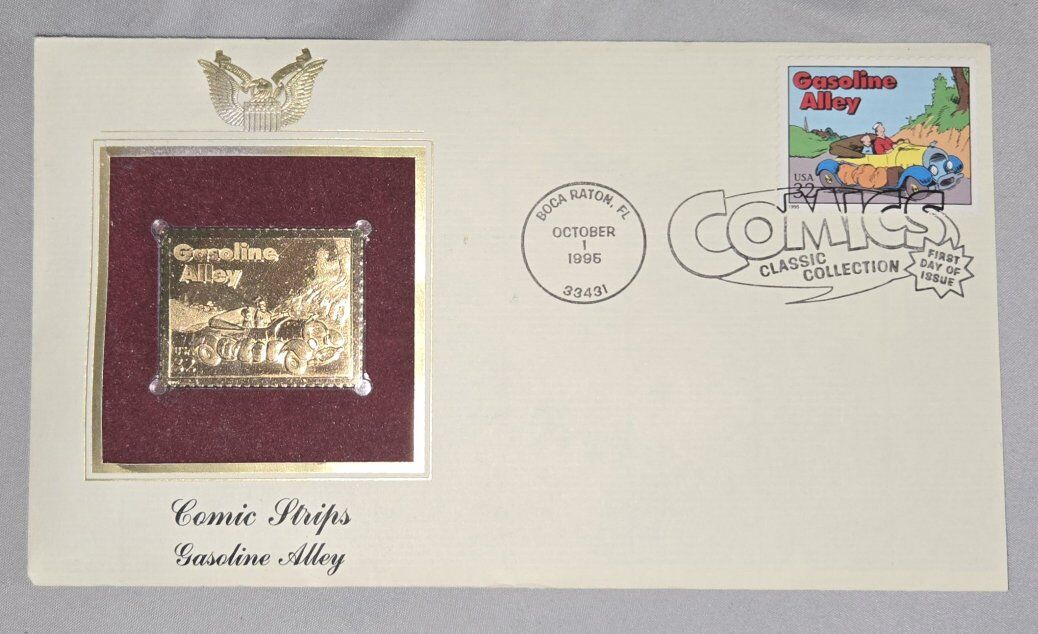 Gasoline
Alley
USA
32
Comic Strips
Gasoline Alley
BOCA RATON, FL
OCTOBER
1
1995
33431
COMICS
CLASSIC
COLLECTION
FIRST
DAY OF
ISSUE
Gasoline
Alley
USA
32
1995